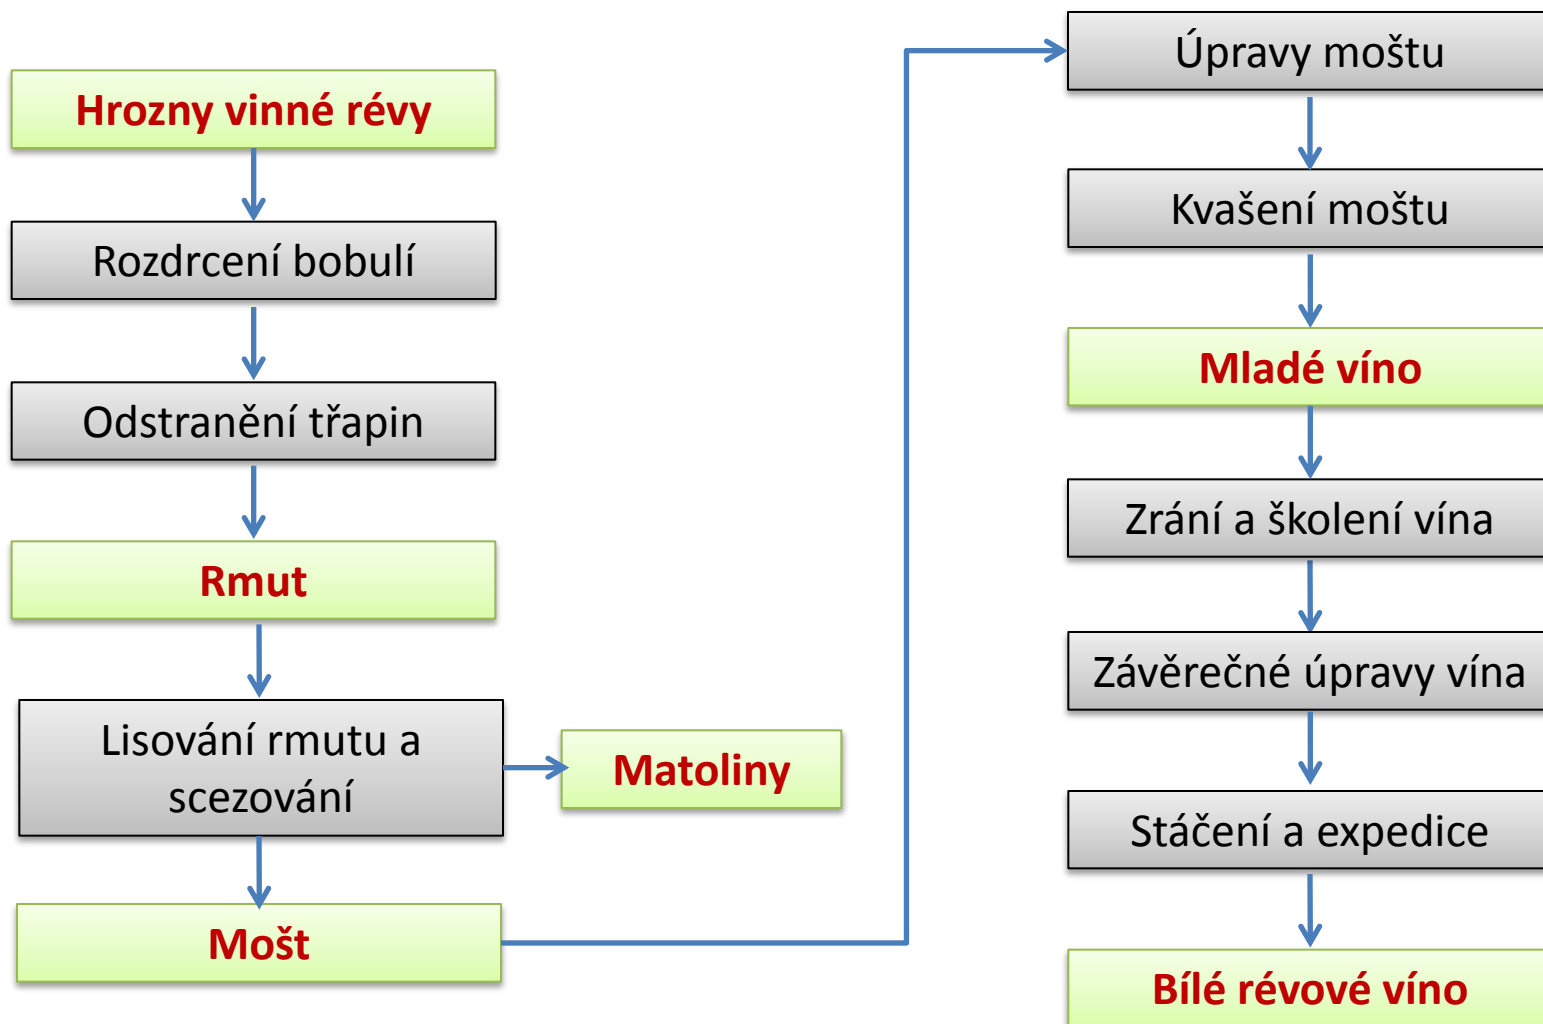 Hrozny vinné révy
Rozdrcení bobulí
Odstranění třapin
Rmut
Lisování rmutu a
scezování
Matoliny
Mošt
Úpravy moštu
Kvašení moštu
Mladé víno
Zrání a školení vína
Závěrečné úpravy vína
Stáčení a expedice
Bílé révové víno